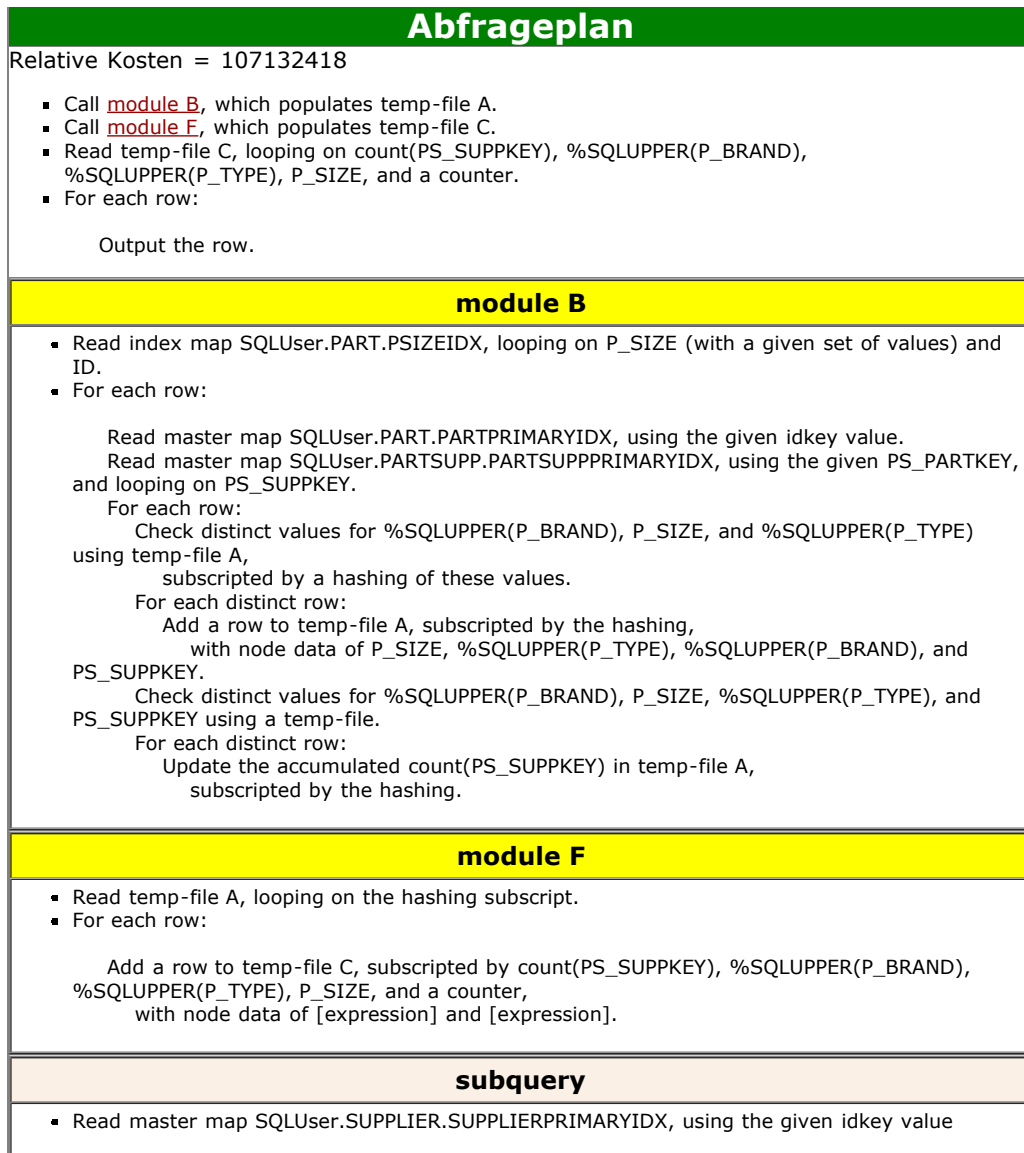 Abfrageplan
Relative Kosten = 107132418
▪ Call module B, which populates temp-file A.
▪ Call module F, which populates temp-file C.
▪ Read temp-file C, looping on count(PS_SUPPKEY), %SQLUPPER(P_BRAND),
%SQLUPPER(P_TYPE), P_SIZE, and a counter.
▪ For each row:
Output the row.
module B
▪ Read index map SQLUser.PART.PSIZEIDX, looping on P_SIZE (with a given set of values) and
ID.
▪ For each row:
Read master map SQLUser.PART.PARTPRIMARYIDX, using the given idkey value.
Read master map SQLUser.PARTSUPP.PARTSUPPPRIMARYIDX, using the given PS_PARTKEY,
and looping on PS_SUPPKEY.
For each row:
Check distinct values for %SQLUPPER(P_BRAND), P_SIZE, and %SQLUPPER(P_TYPE)
using temp-file A,
subscripted by a hashing of these values.
For each distinct row:
Add a row to temp-file A, subscripted by the hashing,
with node data of P_SIZE, %SQLUPPER(P_TYPE), %SQLUPPER(P_BRAND), and
PS_SUPPKEY.
Check distinct values for %SQLUPPER(P_BRAND), P_SIZE, %SQLUPPER(P_TYPE), and
PS_SUPPKEY using a temp-file.
For each distinct row:
Update the accumulated count(PS_SUPPKEY) in temp-file A,
subscripted by the hashing.
module F
▪ Read temp-file A, looping on the hashing subscript.
▪ For each row:
Add a row to temp-file C, subscripted by count(PS_SUPPKEY), %SQLUPPER(P_BRAND),
%SQLUPPER(P_TYPE), P_SIZE, and a counter,
with node data of [expression] and [expression].
subquery
▪ Read master map SQLUser.SUPPLIER.SUPPLIERPRIMARYIDX, using the given idkey value